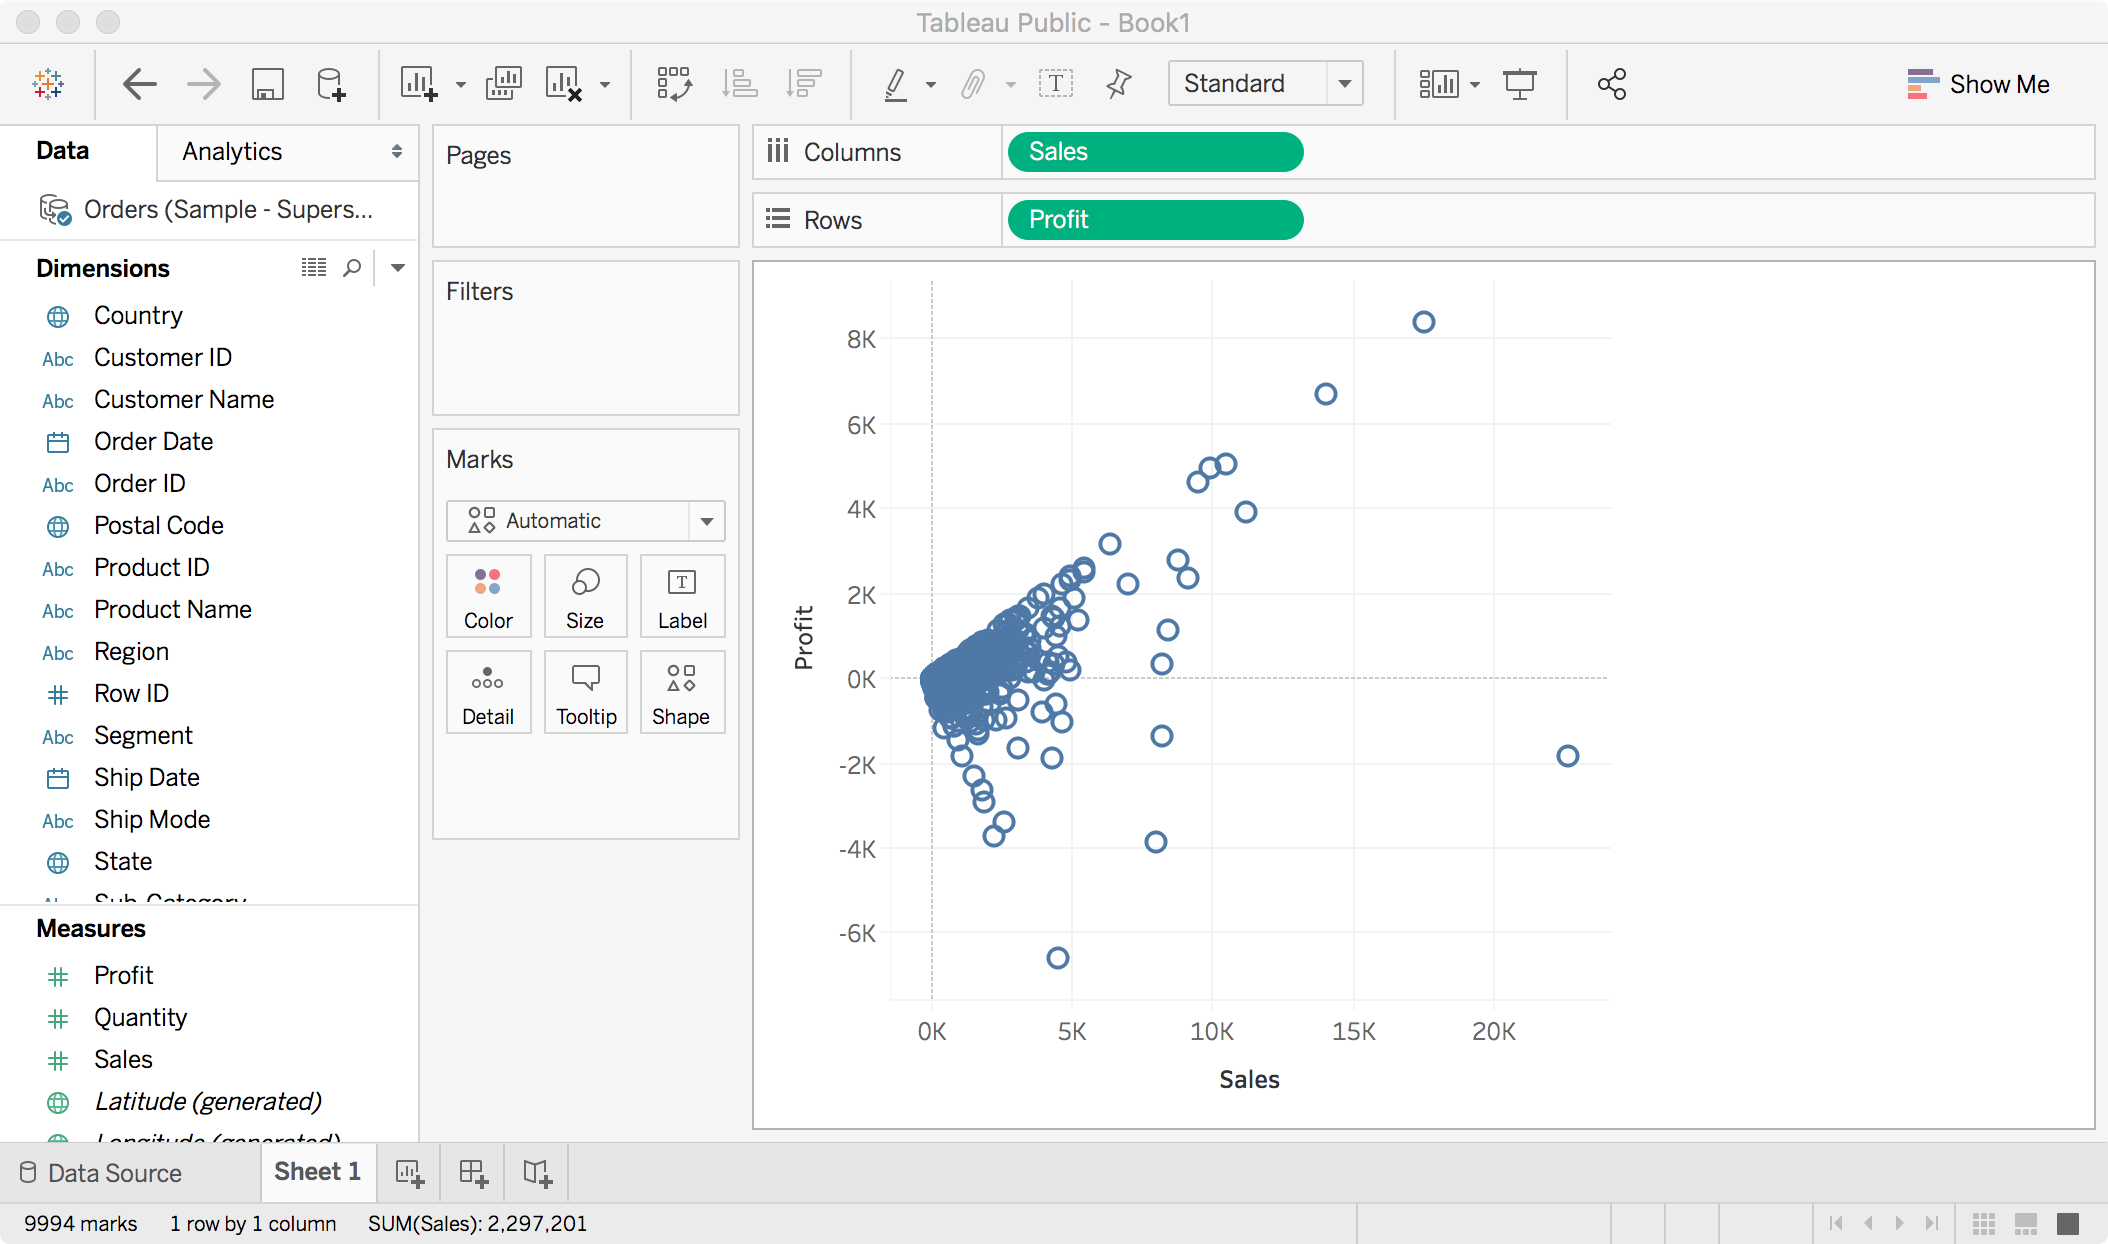 Tableau Public - Book1
Standard
Show Me
Data
Analytics
Orders (Sample - Supers...
Dimensions
Country
Abc Customer ID
Abc Customer Name
Order Date
Abc Order ID
Postal Code
Abc Product ID
Abc Product Name
Abc Region
Row ID
Abc Segment
Ship Date
Abc Ship Mode
State
Sub-Category
Measures
Profit
Quantity
Sales
Latitude (generated)
Longitude (generated)
Pages
Filters
Marks
Automatic
Color
Size
Label
Detail
Tooltip
Shape
Columns
Sales
Rows
Profit
8K
6K
4K
2K
0K
-2K
-4K
-6K
Profit
0K
5K
10K
15K
20K
Sales
Data Source
Sheet 1
9994 marks
1 row by 1 column
SUM(Sales): 2,297,201